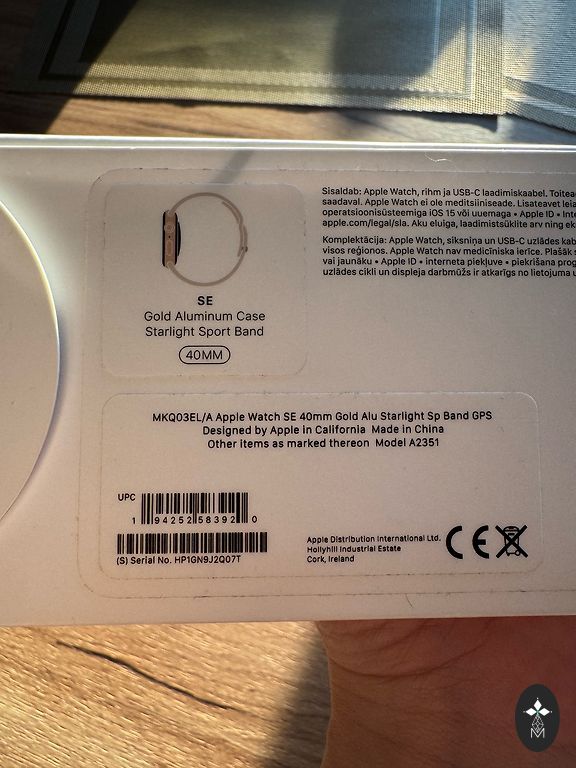 Sisaldab: Apple Watch, rihm ja USB-C laadimiskaabel.
saadaval. Apple Watch ei ole meditsiiniseade. Lisateavet
operatsioonisüsteemiga iOS 15 või uuemaga • Apple ID •
apple.com/legal/sla. Aku eluiga, laadimistsüklite arv ning
Komplektācija: Apple Watch, siksniņa un USB-C uzlādes
visos reģionos. Apple Watch nav medicīniska ierīce. Plašāk
vai jaunāku • Apple ID • interneta piekļuve • piekrišana
uzlādes cikli un displeja darbmūžs ir atkarīgs no lietojuma
SE
Gold Aluminum Case
Starlight Sport Band
40MM
MKQ03EL/A Apple Watch SE 40mm Gold Alu Starlight Sp Band GPS
Designed by Apple in California Made in China
Other items as marked thereon Model A2351
UPC
1 94252 58392 0
(S) Serial No. HP1GN9J2Q07T
Apple Distribution International Ltd.
Hollyhill Industrial Estate
Cork, Ireland
CE
M